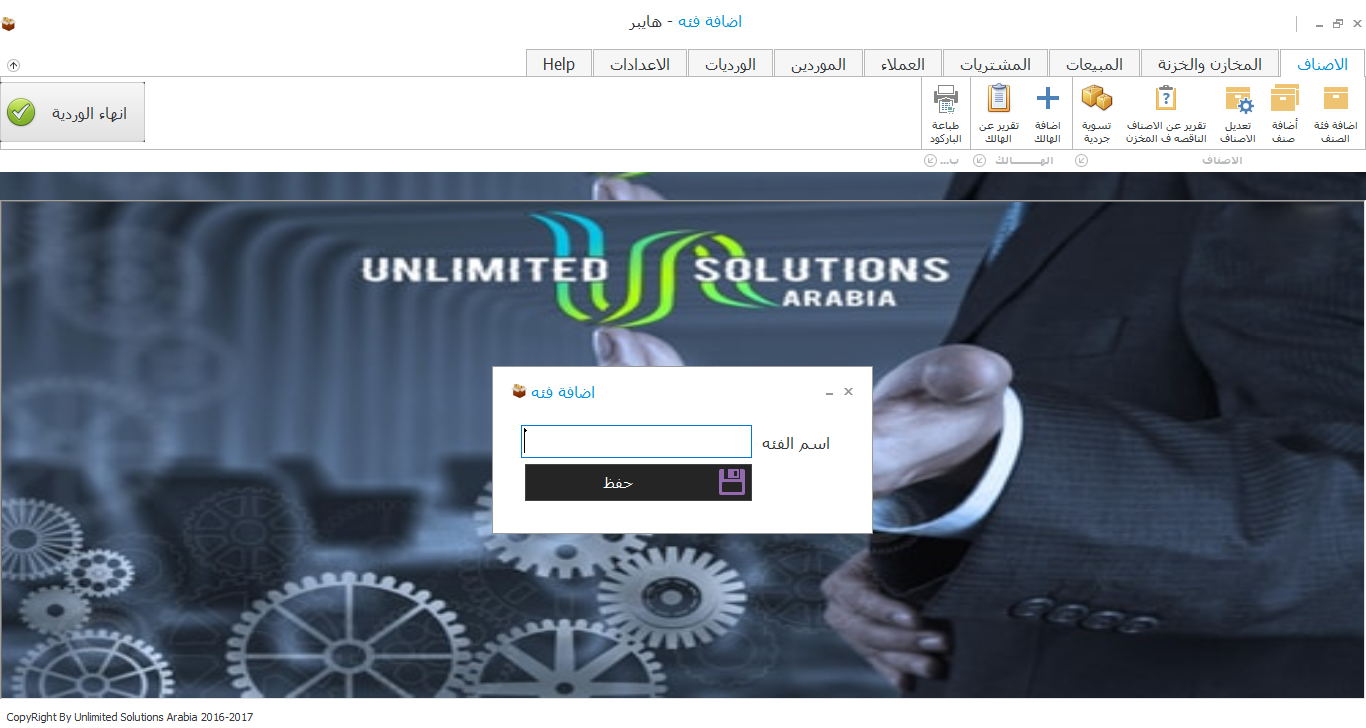 اضافة فئه - هايبر
الاصناف
المخازن والخزنة
المبيعات
المشتريات
العملاء
الموردين
الورديات
الاعدادات
Help
اضافة فئة
الصنف
أضافة
صنف
تعديل
الاصناف
تقرير عن الاصناف
الناقصه ف المخزن
تسوية
جردية
اضافة
الهالك
تقرير عن
الهالك
طباعة
الباركود
انهاء الوردية
الاصناف
الهـــــــالك
ب...
UNLIMITED SOLUTIONS
ARABIA
اضافة فئه
اسم الفئه
حفظ
CopyRight By Unlimited Solutions Arabia 2016-2017